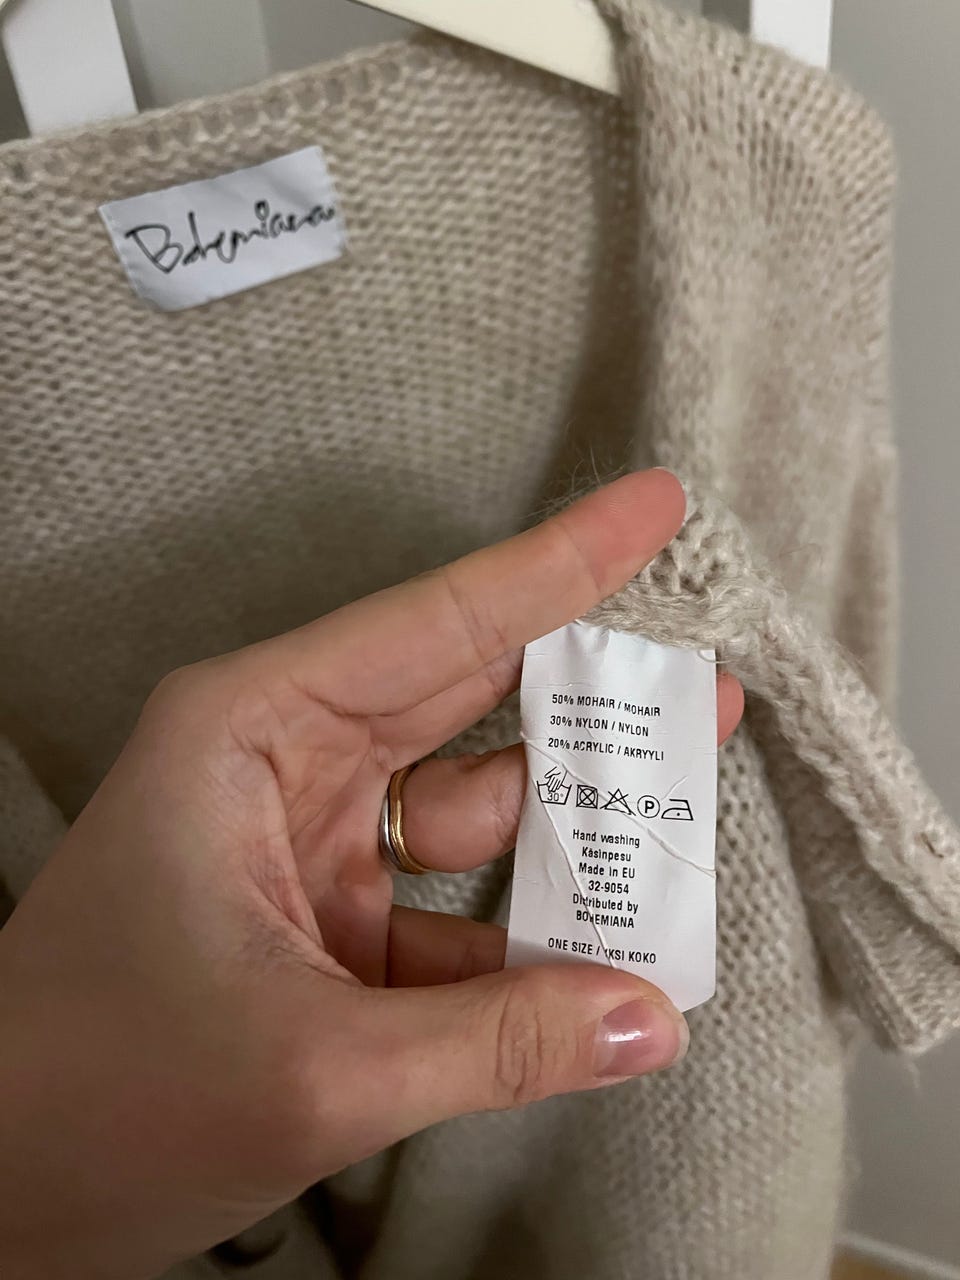 Bohemiana
50% MOHAIR / MOHAIR
30% NYLON / NYLON
20% ACRYLIC / AKRYYLI
30°
P
Hand washing
Käsinpesu
Made in EU
32-9054
Distributed by
BOHEMIANA
ONE SIZE / YKSI KOKO